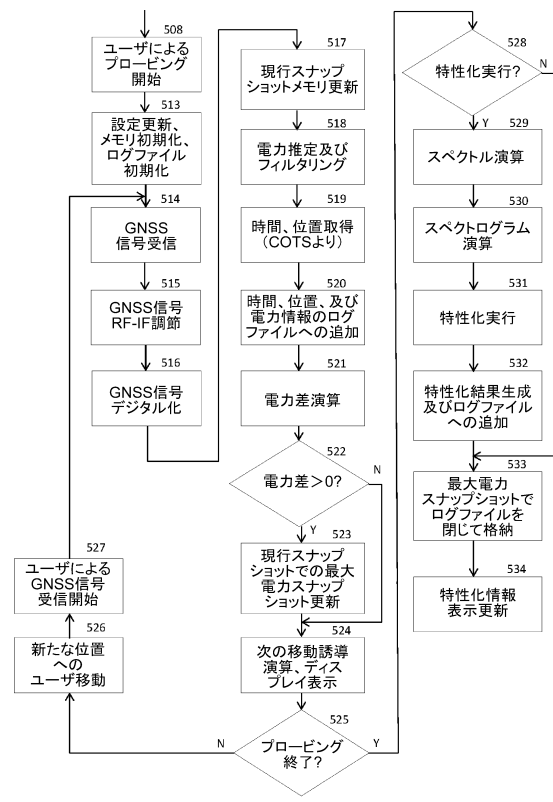 508
ユーザによる
プロービング
開始
513
設定更新、
メモリ初期化、
ログファイル
初期化
514
GNSS
信号受信
515
GNSS信号
RF-IF調節
516
GNSS信号
デジタル化
517
現行スナップ
ショットメモリ更新
518
電力推定及び
フィルタリング
519
時間、位置取得
(COTSより)
520
時間、位置、及び
電力情報のログ
ファイルへの追加
521
電力差演算
522
電力差>0?
N
Y
523
現行スナップ
ショットでの最大
電力スナップ
ショット更新
524
次の移動誘導
演算、ディス
プレイ表示
525
プロービング
終了?
N
Y
526
新たな位置
への
ユーザ移動
527
ユーザによる
GNSS信号
受信開始
528
特性化実行?
N
Y
529
スペクトル演算
530
スペクトログラム
演算
531
特性化実行
532
特性化結果生成
及びログファイル
への追加
533
最大電力
スナップショットで
ログファイルを
閉じて格納
534
特性化情報
表示更新